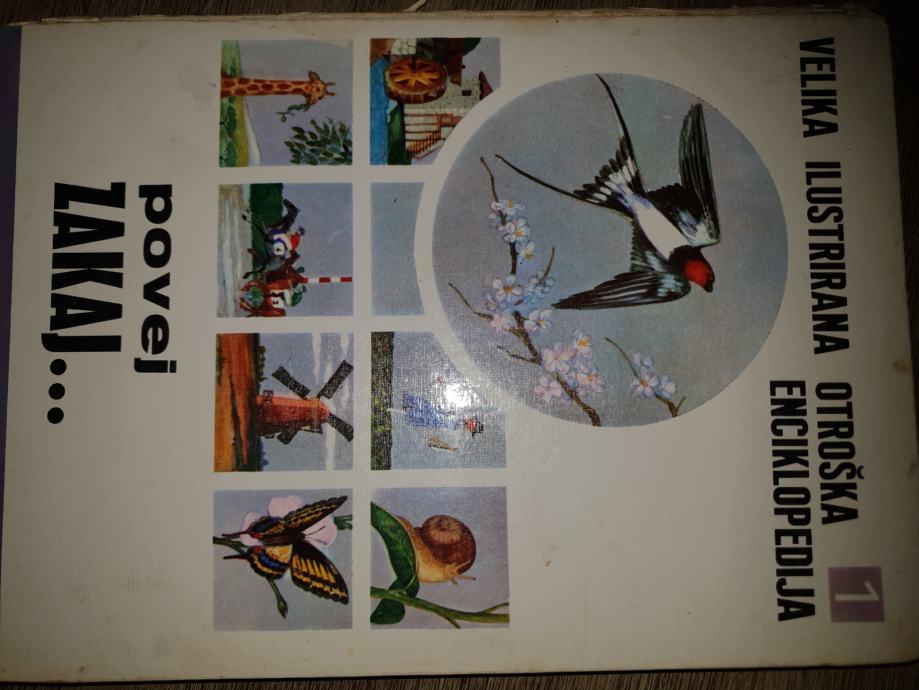 VELIKA ILUSTRIRANA OTROŠKA
ENCIKLOPEDIJA
1
povej
ZAKAJ...